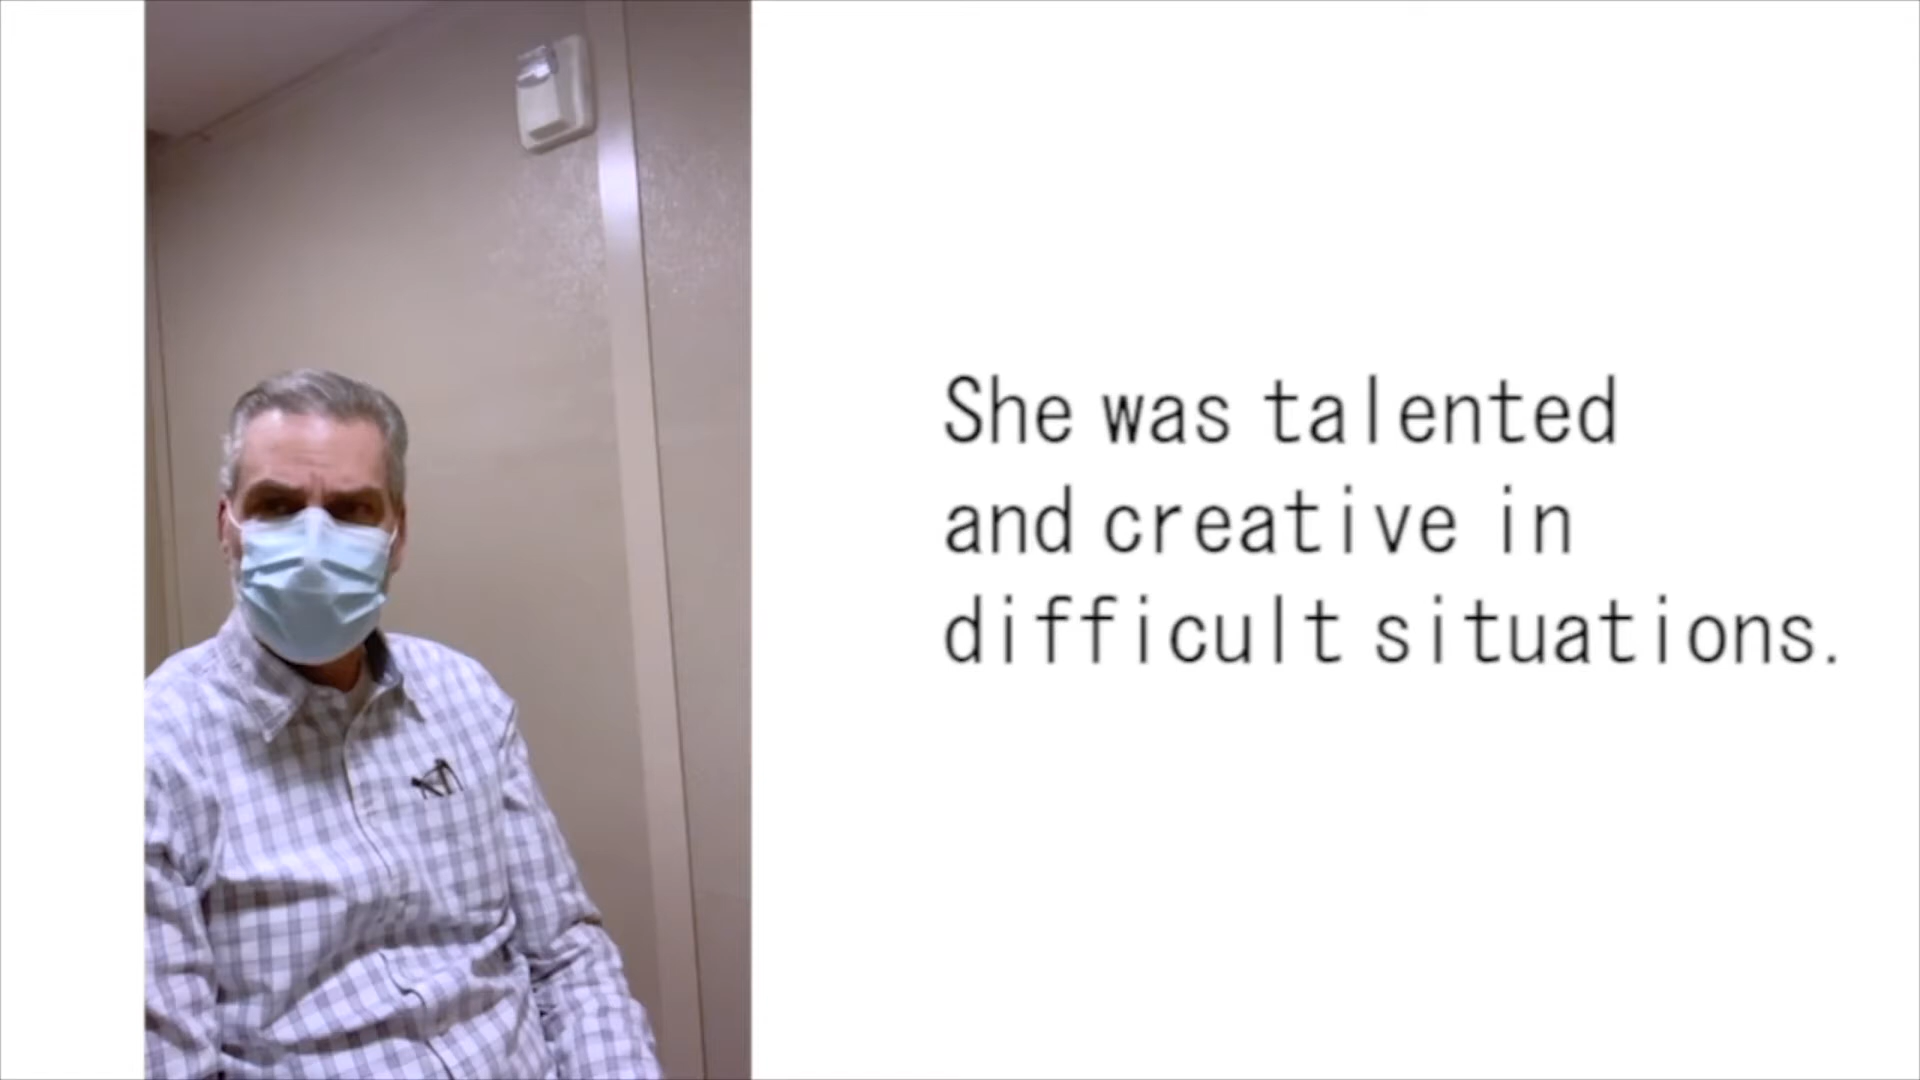 She was talented
and creative in
difficult situations.